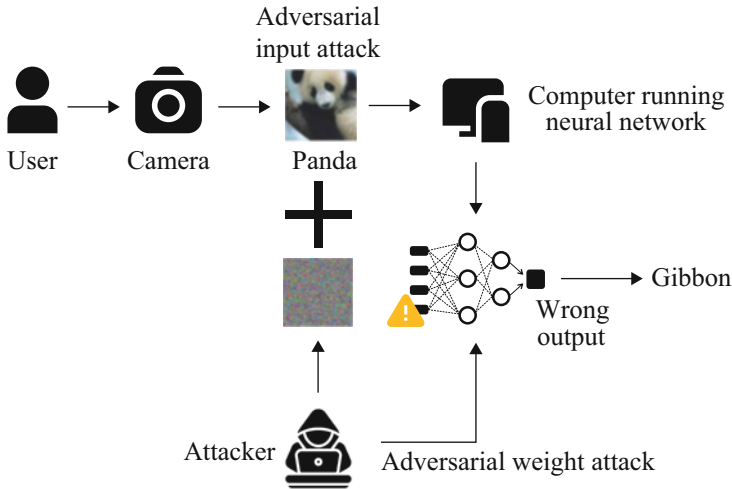 Adversarial
input attack
User
Camera
Panda
Computer running
neural network
Gibbon
Wrong
output
Attacker
Adversarial weight attack